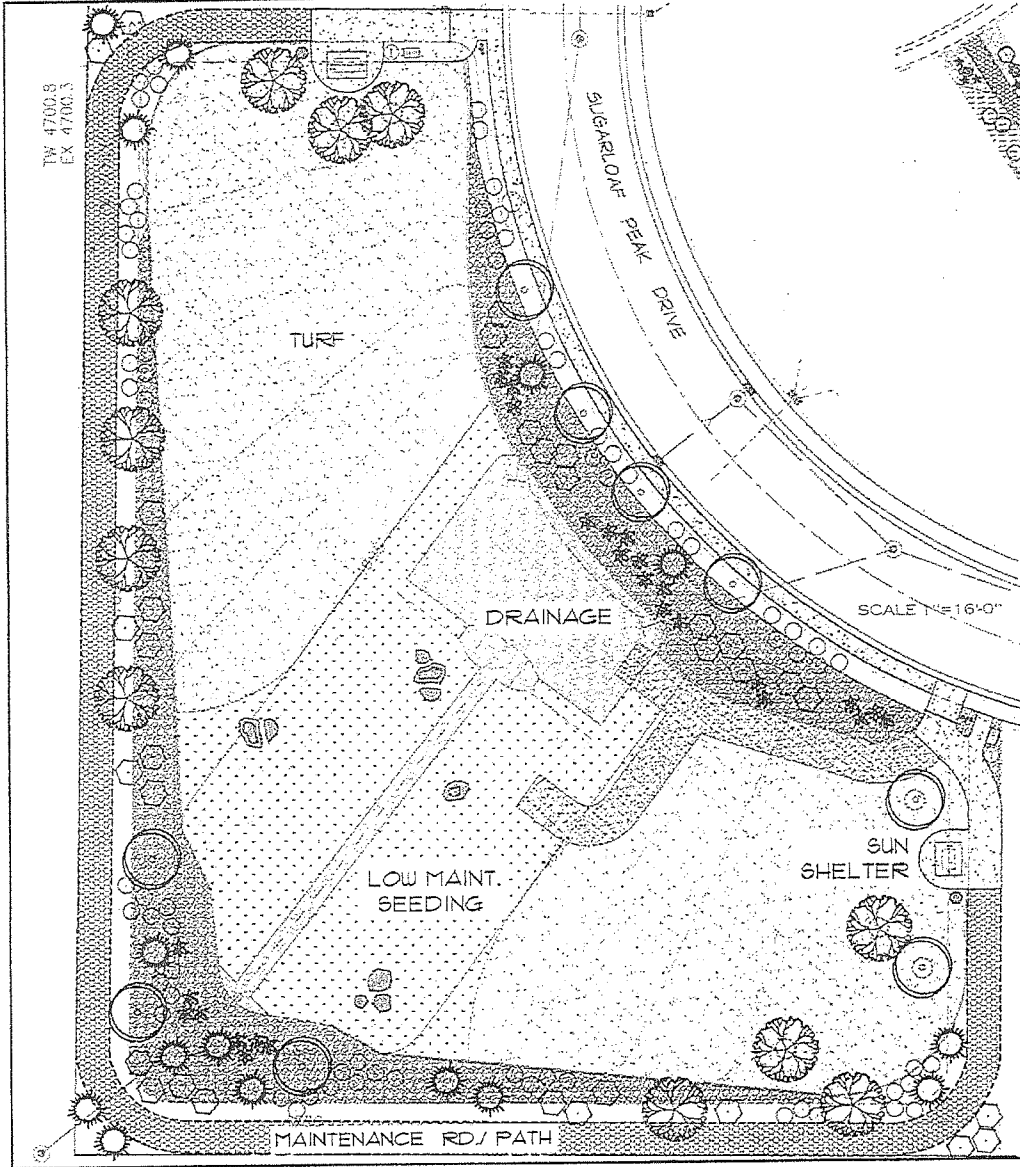 TW 4700.8
EX 4700.3
SUGARLOAF PEAK DRIVE
TURF
DRAINAGE
SCALE 1"=16'-0"
SUN
SHELTER
LOW MAINT.
SEEDING
MAINTENANCE RD./ PATH